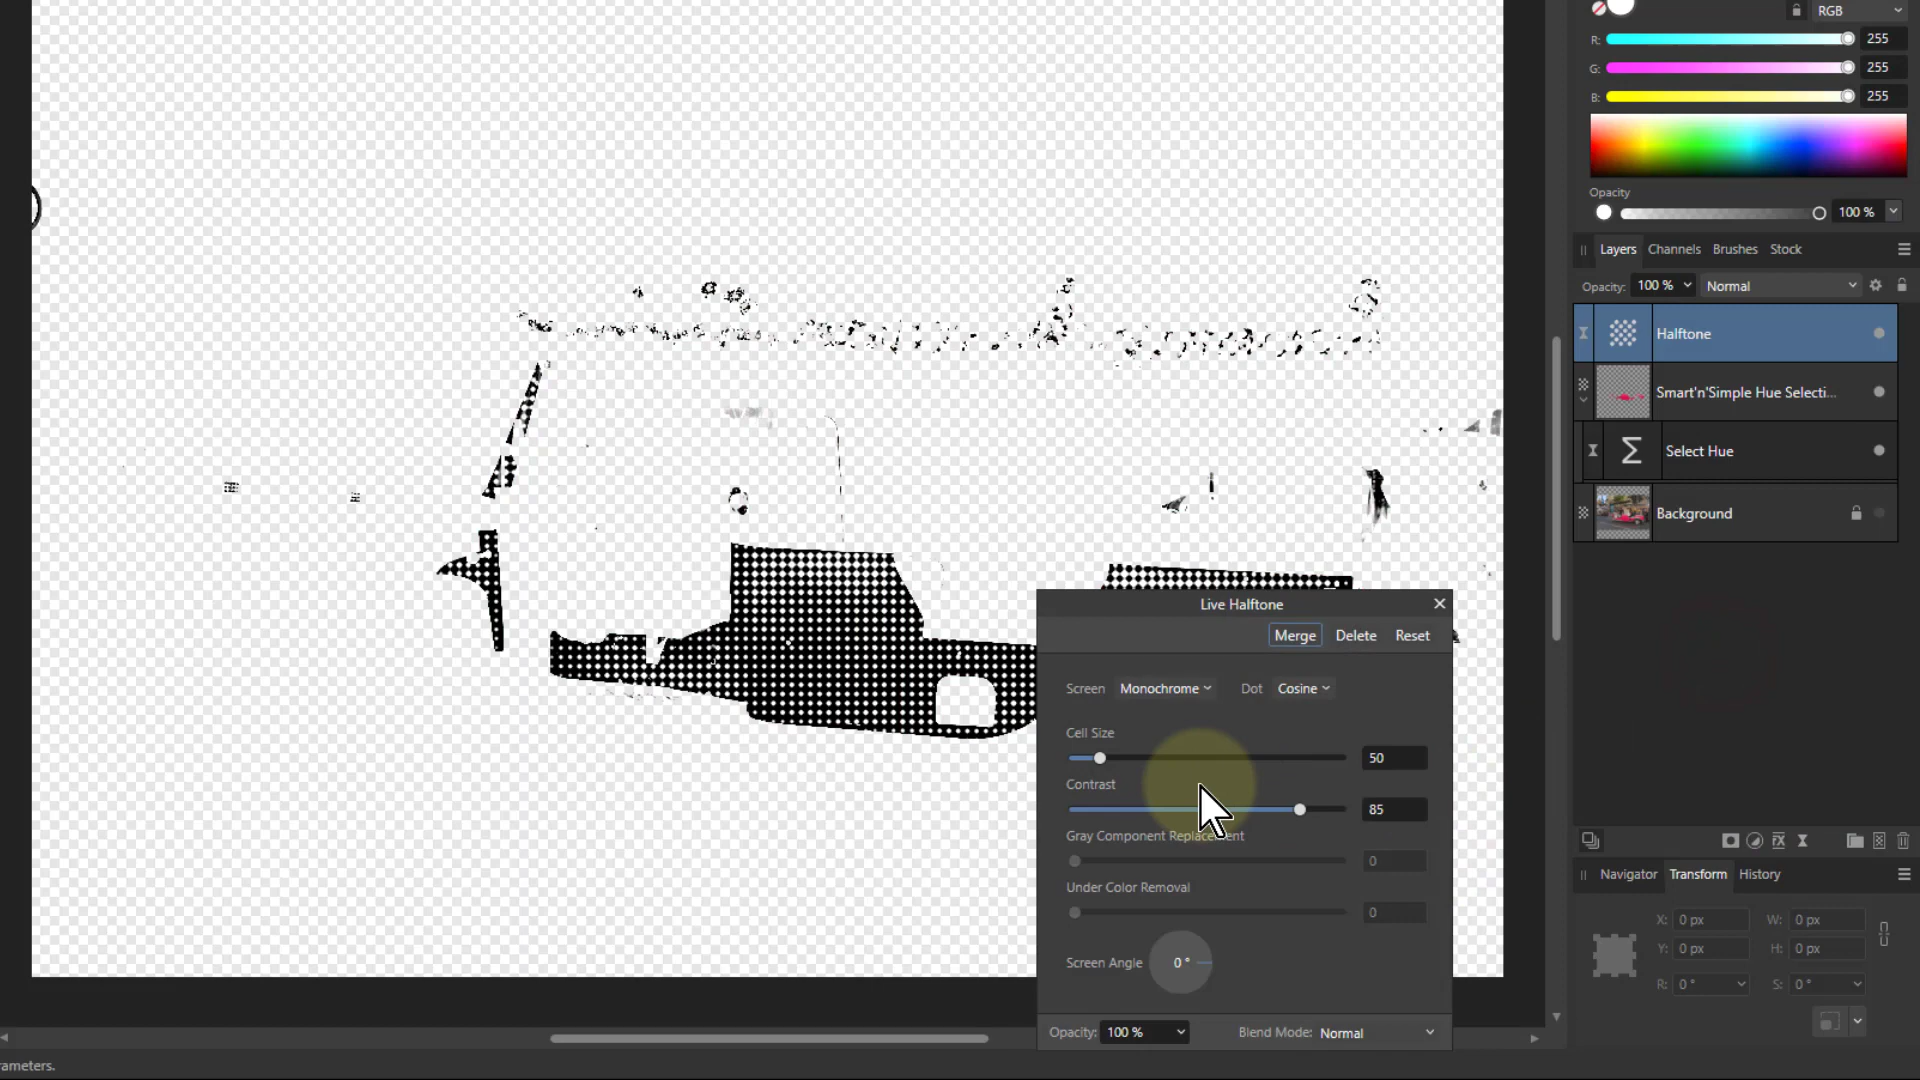 RGB
R: 255
G: 255
B: 255
Opacity
100 %
Layers Channels Brushes Stock
Opacity: 100 % Normal
Halftone
Smart'n'Simple Hue Selecti...
Select Hue
Background
Live Halftone
Merge Delete Reset
Screen Monochrome Dot Cosine
Cell Size
50
Contrast
85
Gray Component Replacement
0
Under Color Removal
0
Screen Angle 0 °
Opacity: 100 % Blend Mode: Normal
Navigator Transform History
X: 0 px W: 0 px
Y: 0 px H: 0 px
R: 0 ° S: 0 °
rameters.